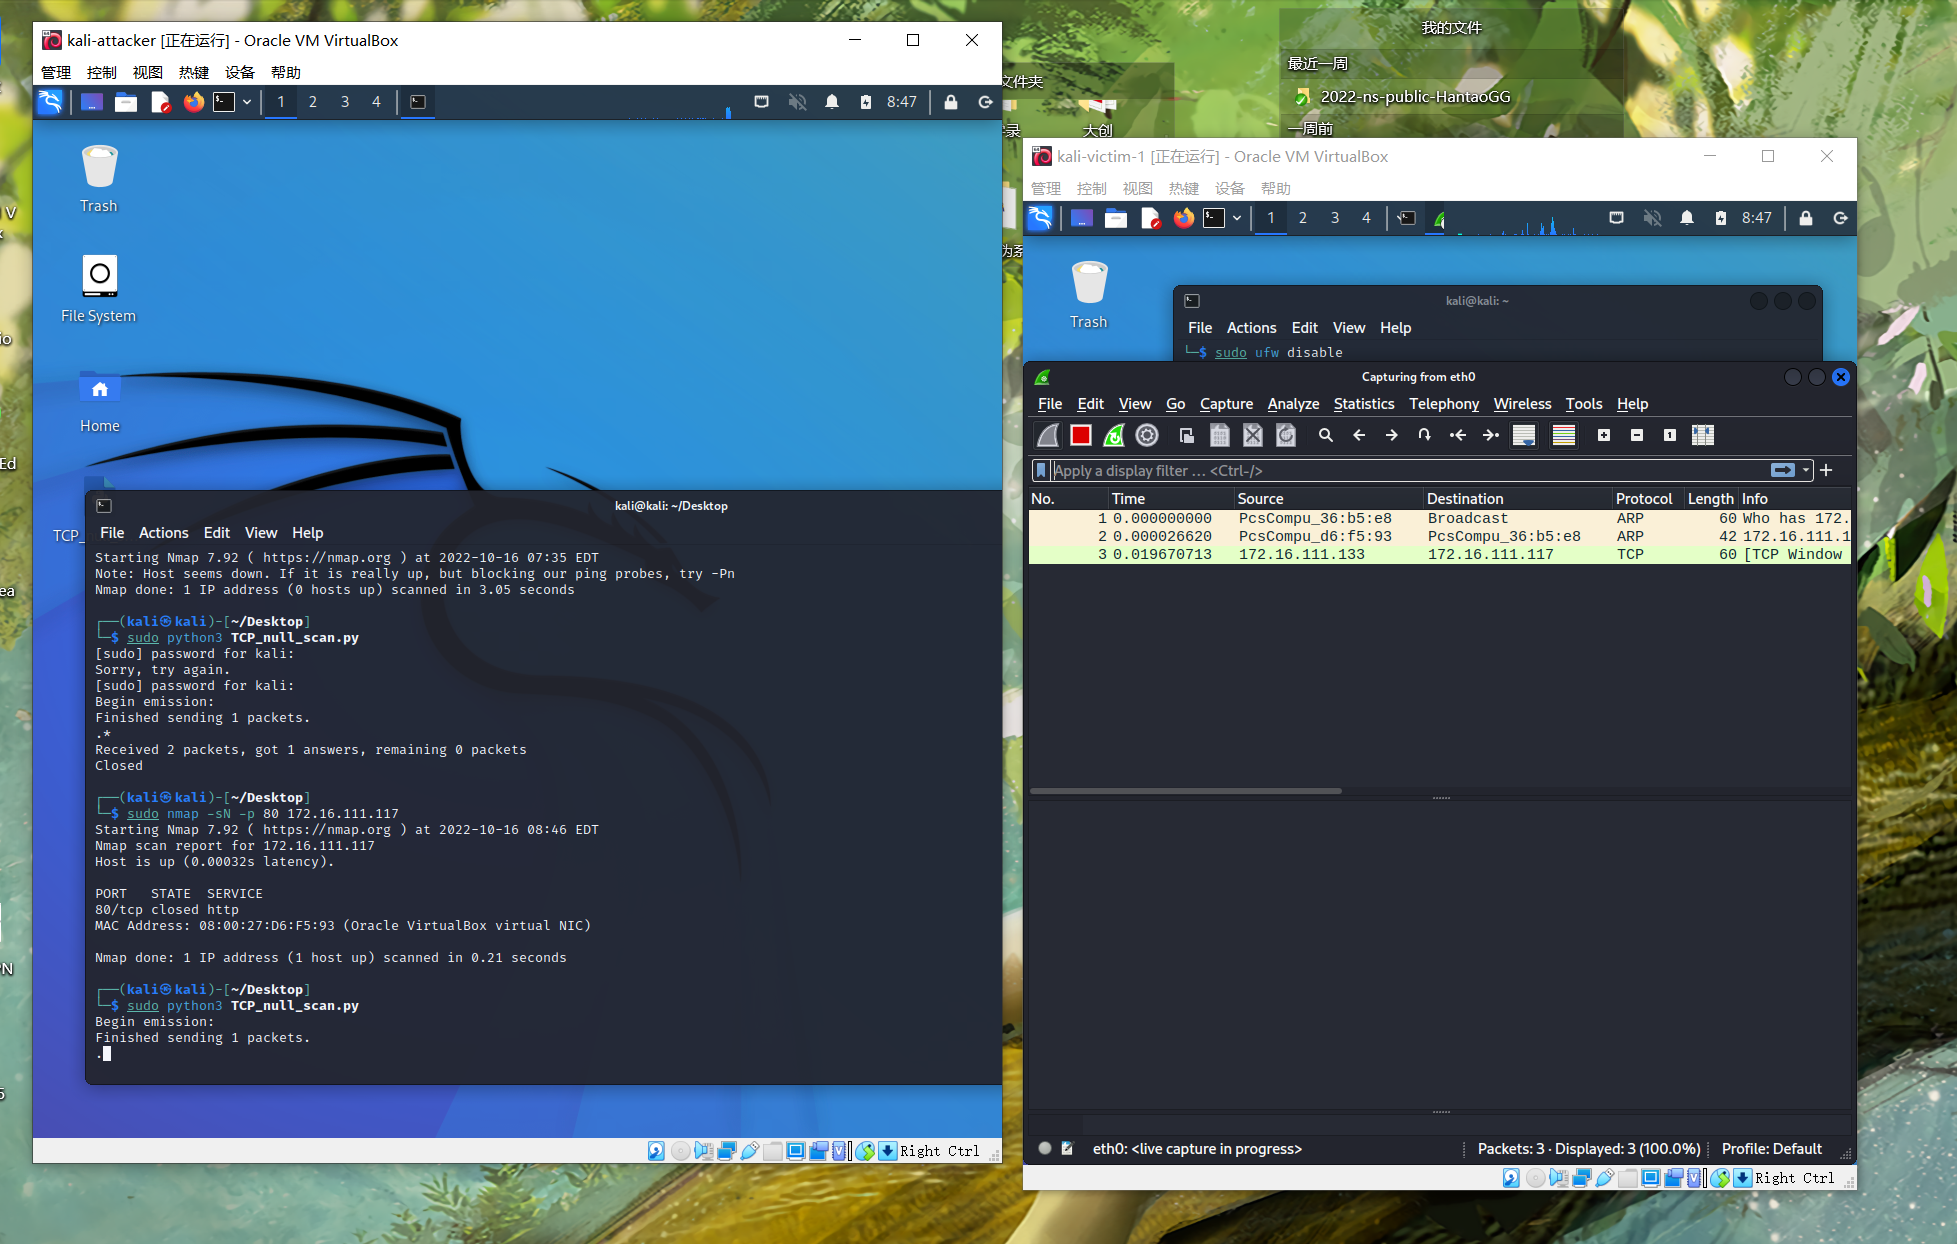 kali-attacker [正在运行] - Oracle VM VirtualBox
管理 控制 视图 热键 设备 帮助
1 2 3 4 8:47
Trash
File System
Home
TCP_
kali@kali: ~/Desktop
File Actions Edit View Help
Starting Nmap 7.92 ( https://nmap.org ) at 2022-10-16 07:35 EDT
Note: Host seems down. If it is really up, but blocking our ping probes, try -Pn
Nmap done: 1 IP address (0 hosts up) scanned in 3.05 seconds
┌──(kali㉿kali)-[~/Desktop]
└─$ sudo python3 TCP_null_scan.py
[sudo] password for kali:
Sorry, try again.
[sudo] password for kali:
Begin emission:
Finished sending 1 packets.
.*
Received 2 packets, got 1 answers, remaining 0 packets
Closed
┌──(kali㉿kali)-[~/Desktop]
└─$ sudo nmap -sN -p 80 172.16.111.117
Starting Nmap 7.92 ( https://nmap.org ) at 2022-10-16 08:46 EDT
Nmap scan report for 172.16.111.117
Host is up (0.00032s latency).
PORT STATE SERVICE
80/tcp closed http
MAC Address: 08:00:27:D6:F5:93 (Oracle VirtualBox virtual NIC)
Nmap done: 1 IP address (1 host up) scanned in 0.21 seconds
┌──(kali㉿kali)-[~/Desktop]
└─$ sudo python3 TCP_null_scan.py
Begin emission:
Finished sending 1 packets.
.
Right Ctrl
我的文件
最近一周
2022-ns-public-HantaoGG
一周前
文件夹
大创
kali-victim-1 [正在运行] - Oracle VM VirtualBox
管理 控制 视图 热键 设备 帮助
1 2 3 4 8:47
Trash
kali@kali: ~
File Actions Edit View Help
└─$ sudo ufw disable
Capturing from eth0
File Edit View Go Capture Analyze Statistics Telephony Wireless Tools Help
Apply a display filter … <Ctrl-/>
No. Time Source Destination Protocol Length Info
1 0.000000000 PcsCompu_36:b5:e8 Broadcast ARP 60 Who has 172.
2 0.000026620 PcsCompu_d6:f5:93 PcsCompu_36:b5:e8 ARP 42 172.16.111.1
3 0.019670713 172.16.111.133 172.16.111.117 TCP 60 [TCP Window
eth0: <live capture in progress>
Packets: 3 · Displayed: 3 (100.0%)
Profile: Default
Right Ctrl